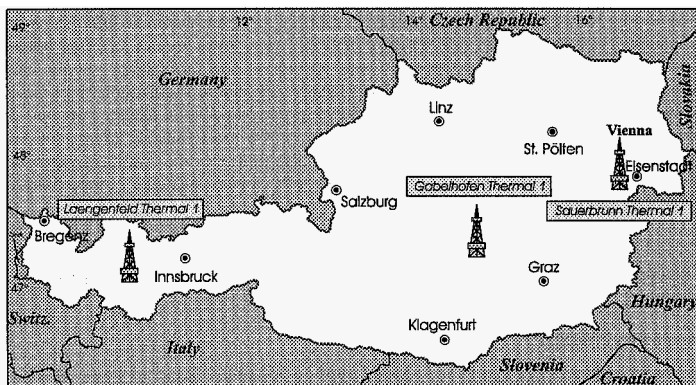 49°
12°
14°
16°
Czech Republic
Germany
Slovakia
Linz
Vienna
St. Pölten
48°
Eisenstadt
Gabelhofen Thermal 1
Salzburg
Laengenfeld Thermal 1
Sauerbrunn Thermal 1
Bregenz
Innsbruck
Graz
47°
Hungary
Switz.
Klagenfurt
Italy
Slovenia
Croatia